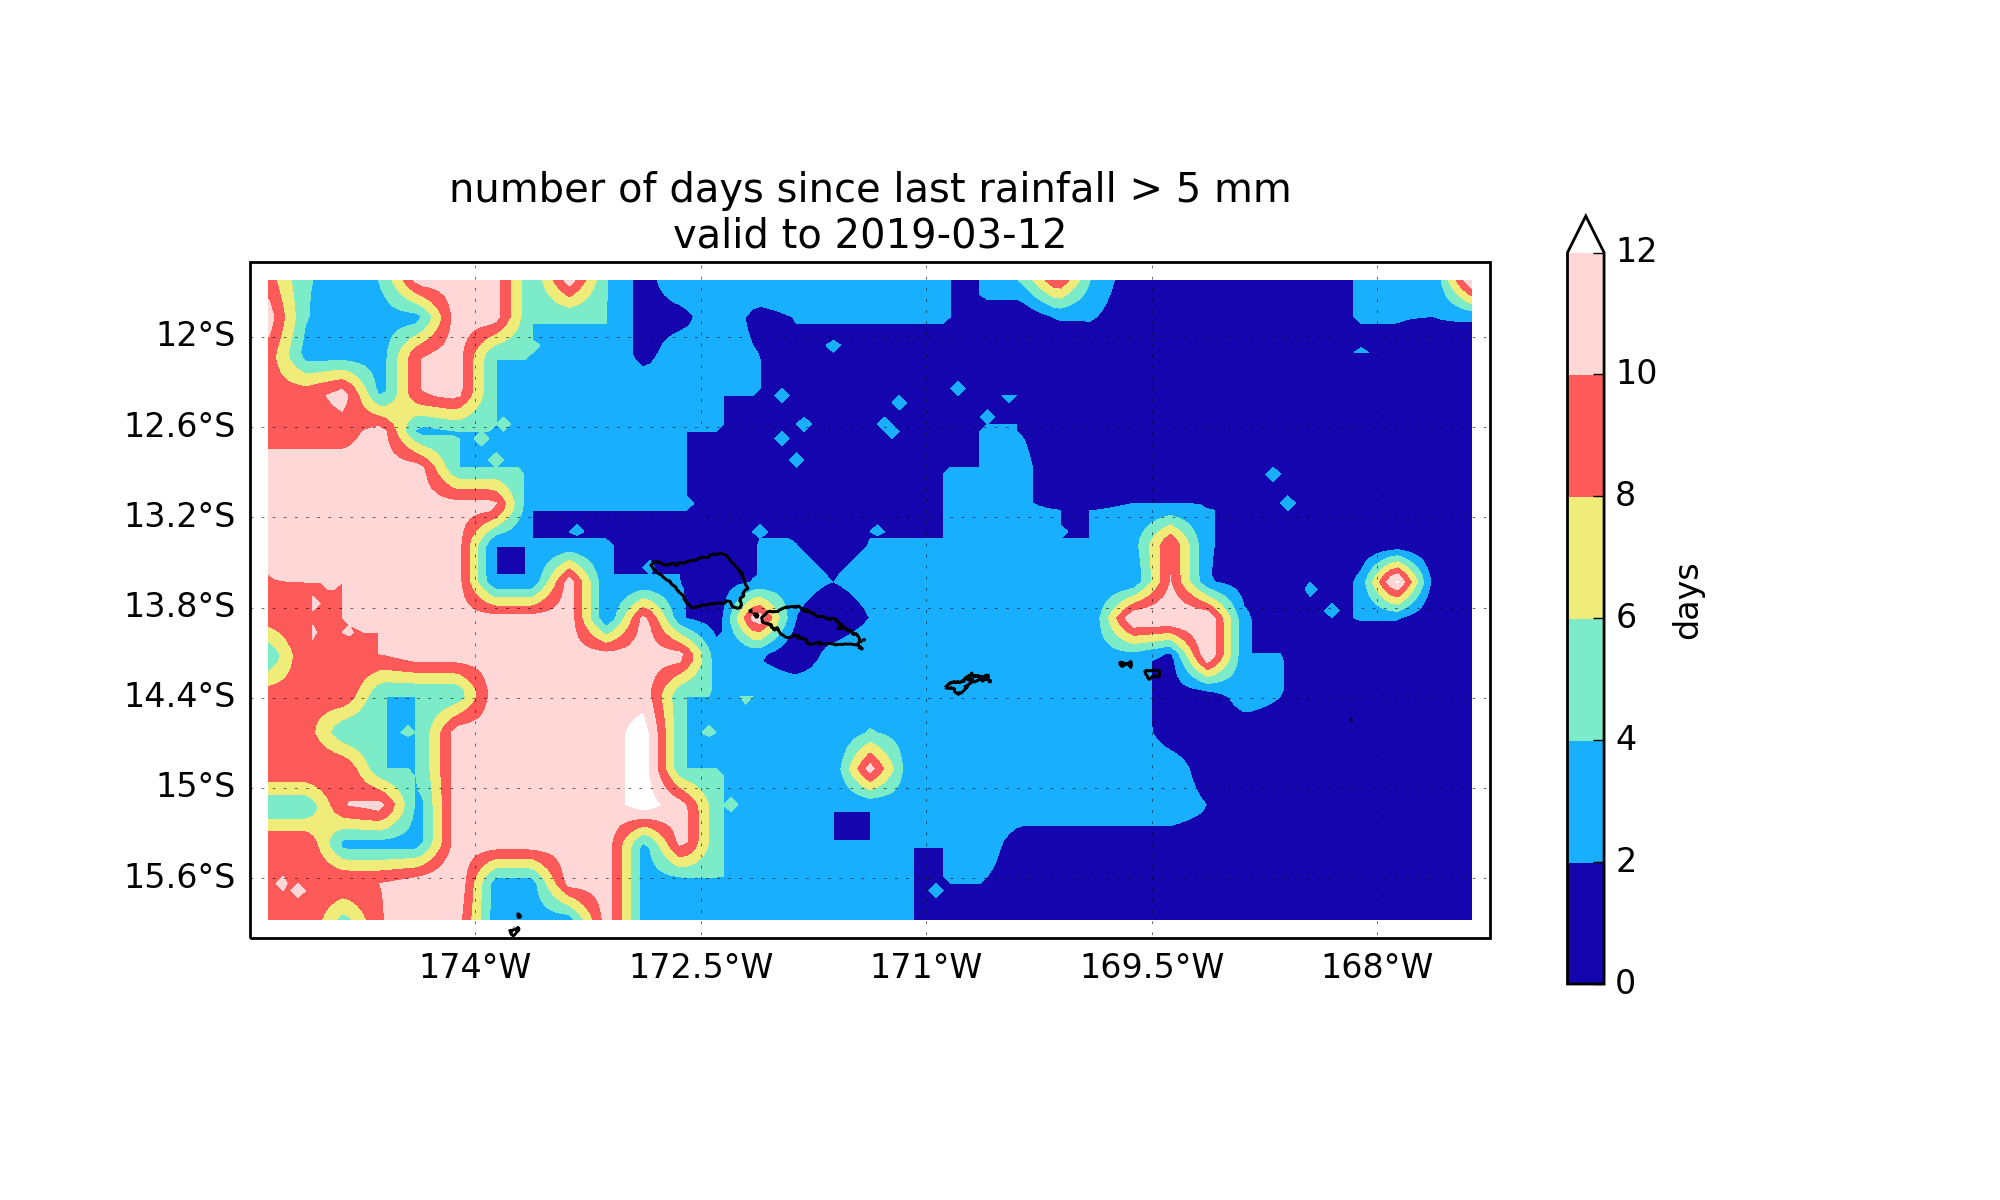 number of days since last rainfall > 5 mm
valid to 2019-03-12
12°S
12.6°S
13.2°S
13.8°S
14.4°S
15°S
15.6°S
174°W
172.5°W
171°W
169.5°W
168°W
12
10
8
6
4
2
0
days